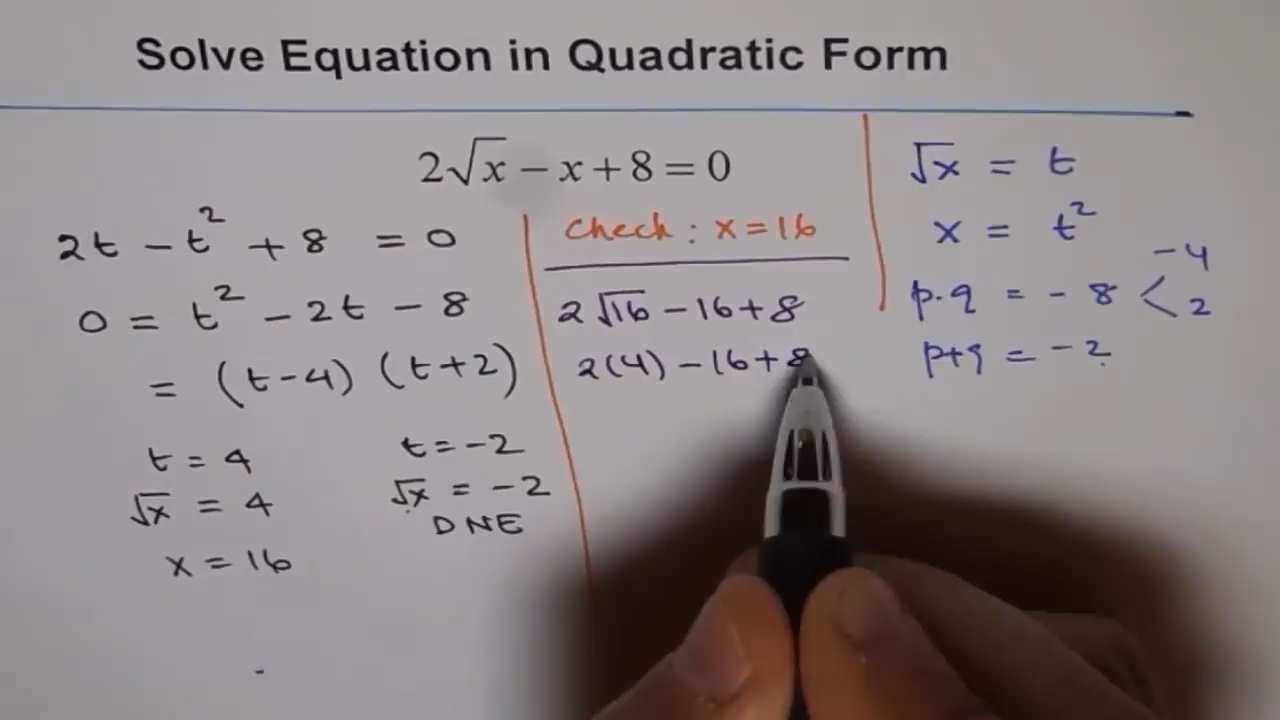 Solve Equation in Quadratic Form
2√x − x + 8 = 0
2t − t² + 8 = 0
0 = t² − 2t − 8
= (t−4) (t+2)
t = 4
√x = 4
x = 16
t = −2
√x = −2
DNE
Check : x = 16
2√16 − 16 + 8
2(4) − 16 + 8
√x = t
x = t²
p.q = − 8 < −4 2
p+q = − 2